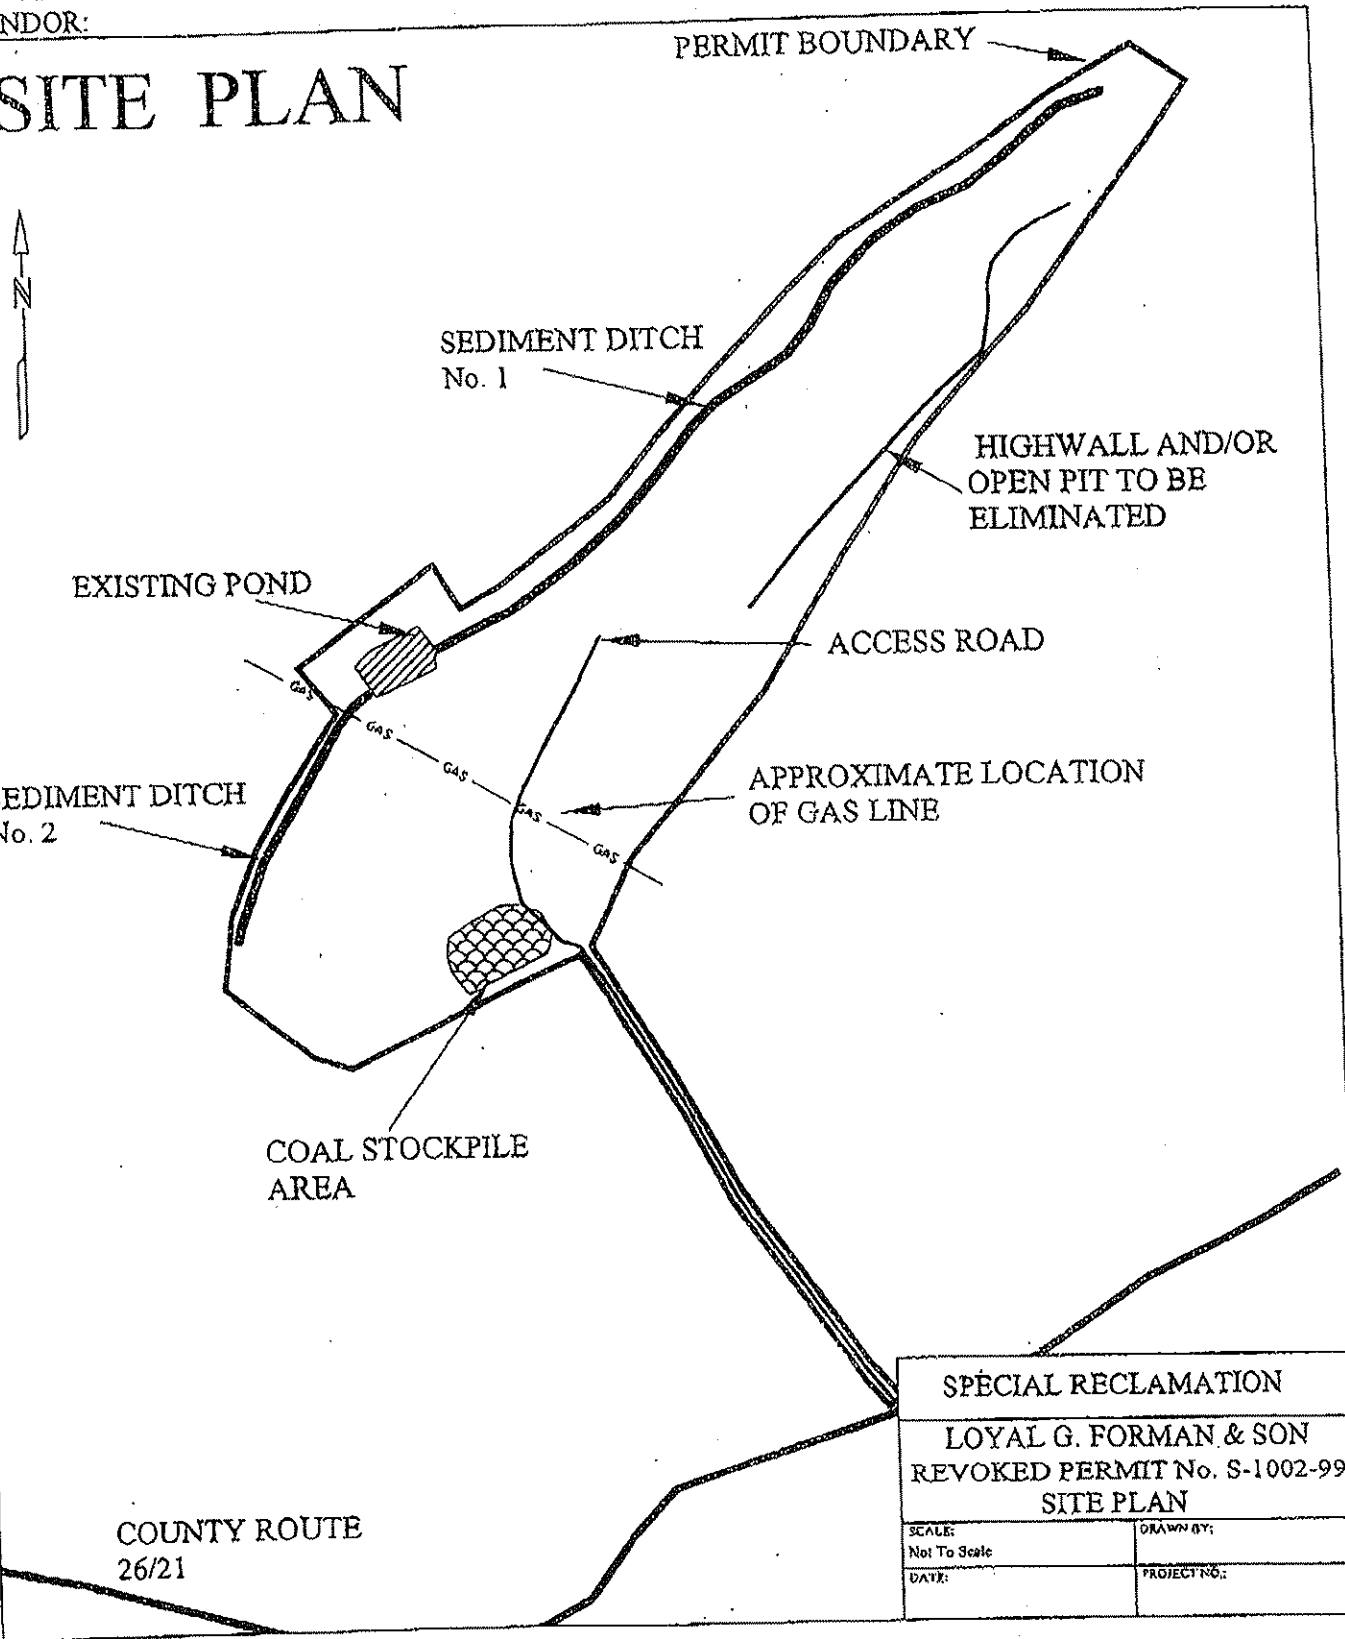 NDOR:
SITE PLAN
PERMIT BOUNDARY
N
SEDIMENT DITCH
No. 1
HIGHWALL AND/OR
OPEN PIT TO BE
ELIMINATED
EXISTING POND
ACCESS ROAD
GAS
GAS
GAS
GAS
GAS
APPROXIMATE LOCATION
OF GAS LINE
SEDIMENT DITCH
No. 2
COAL STOCKPILE
AREA
COUNTY ROUTE
26/21
SPECIAL RECLAMATION
LOYAL G. FORMAN & SON
REVOKED PERMIT No. S-1002-99
SITE PLAN
SCALE:
Not To Scale
DRAWN BY:
DATE:
PROJECT NO.: